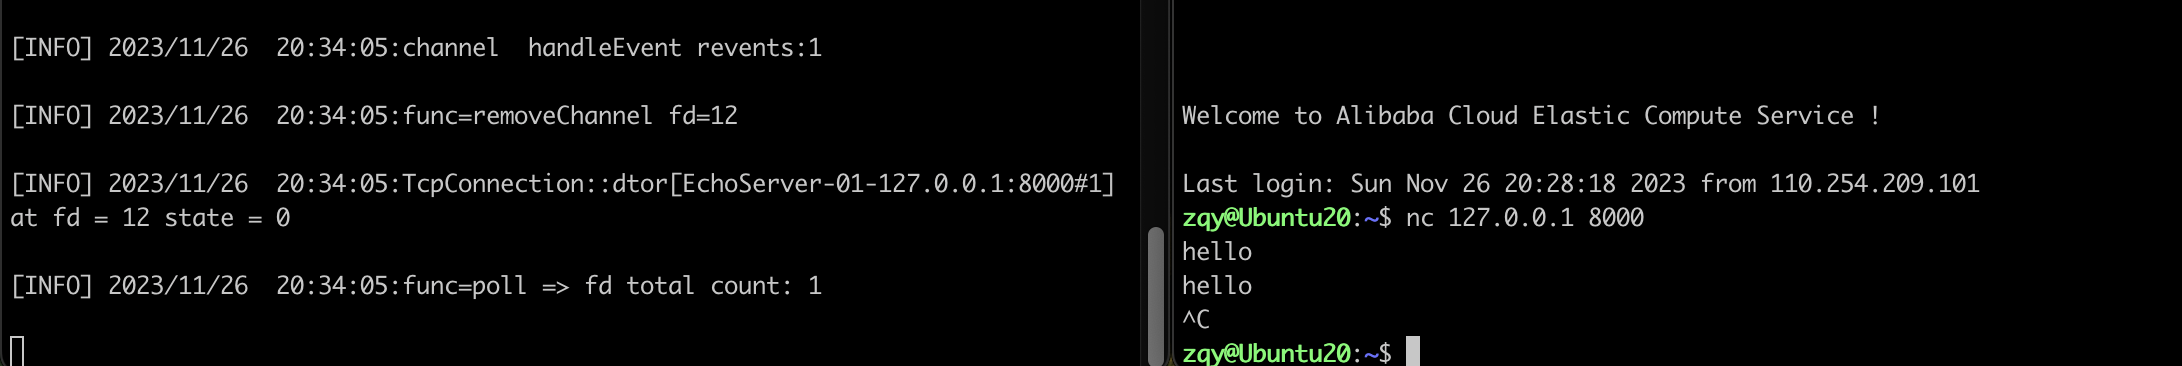 [INFO] 2023/11/26  20:34:05:channel  handleEvent revents:1
[INFO] 2023/11/26  20:34:05:func=removeChannel fd=12
[INFO] 2023/11/26  20:34:05:TcpConnection::dtor[EchoServer-01-127.0.0.1:8000#1]
at fd = 12 state = 0
[INFO] 2023/11/26  20:34:05:func=poll => fd total count: 1
Welcome to Alibaba Cloud Elastic Compute Service !
Last login: Sun Nov 26 20:28:18 2023 from 110.254.209.101
zqy@Ubuntu20:~$ nc 127.0.0.1 8000
hello
hello
^C
zqy@Ubuntu20:~$